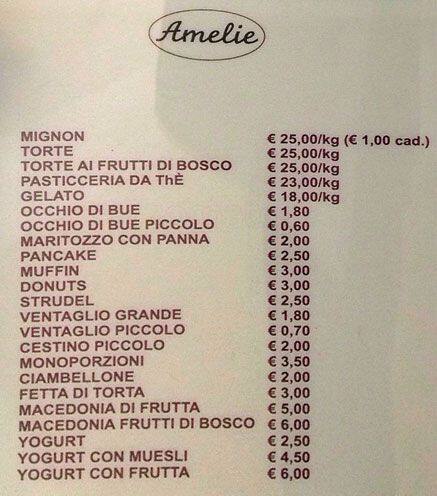 Amelie
MIGNON € 25,00/kg (€ 1,00 cad.)
TORTE € 25,00/kg
TORTE AI FRUTTI DI BOSCO € 25,00/kg
PASTICCERIA DA ThÈ € 23,00/kg
GELATO € 18,00/kg
OCCHIO DI BUE € 1,80
OCCHIO DI BUE PICCOLO € 0,60
MARITOZZO CON PANNA € 2,00
PANCAKE € 2,50
MUFFIN € 3,00
DONUTS € 3,00
STRUDEL € 2,50
VENTAGLIO GRANDE € 1,80
VENTAGLIO PICCOLO € 0,70
CESTINO PICCOLO € 2,00
MONOPORZIONI € 3,50
CIAMBELLONE € 2,00
FETTA DI TORTA € 3,00
MACEDONIA DI FRUTTA € 5,00
MACEDONIA FRUTTI DI BOSCO € 6,00
YOGURT € 2,50
YOGURT CON MUESLI € 4,50
YOGURT CON FRUTTA € 6,00